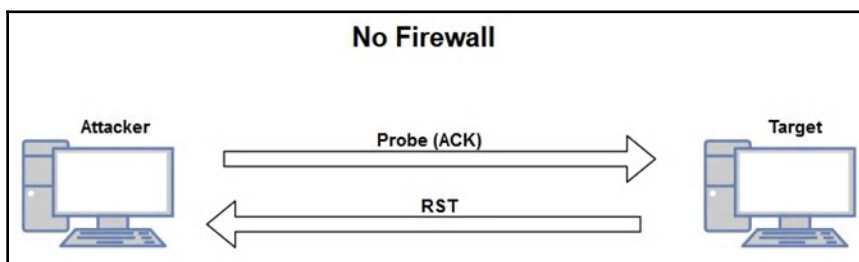 No Firewall
Attacker
Target
Probe (ACK)
RST